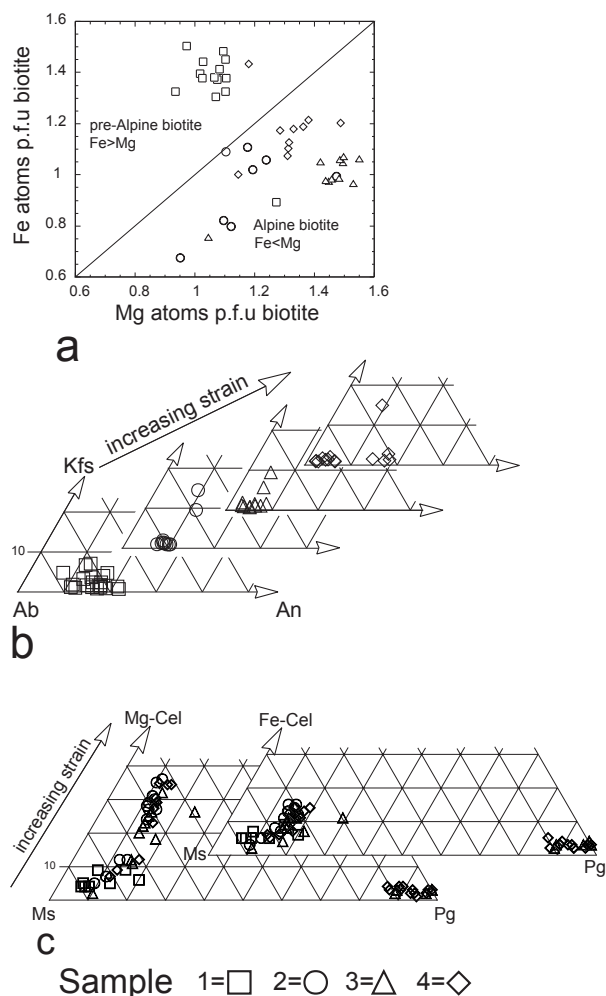 1.6
1.4
1.2
1
0.8
0.6
Fe atoms p.f.u biotite
pre-Alpine biotite
Fe>Mg
Alpine biotite
Fe<Mg
0.6 0.8 1 1.2 1.4 1.6
Mg atoms p.f.u biotite
a
increasing strain
Kfs
10
Ab
An
b
increasing strain
Mg-Cel
Fe-Cel
10
Ms
Ms
Pg
Pg
c
Sample 1= 2= 3= 4=